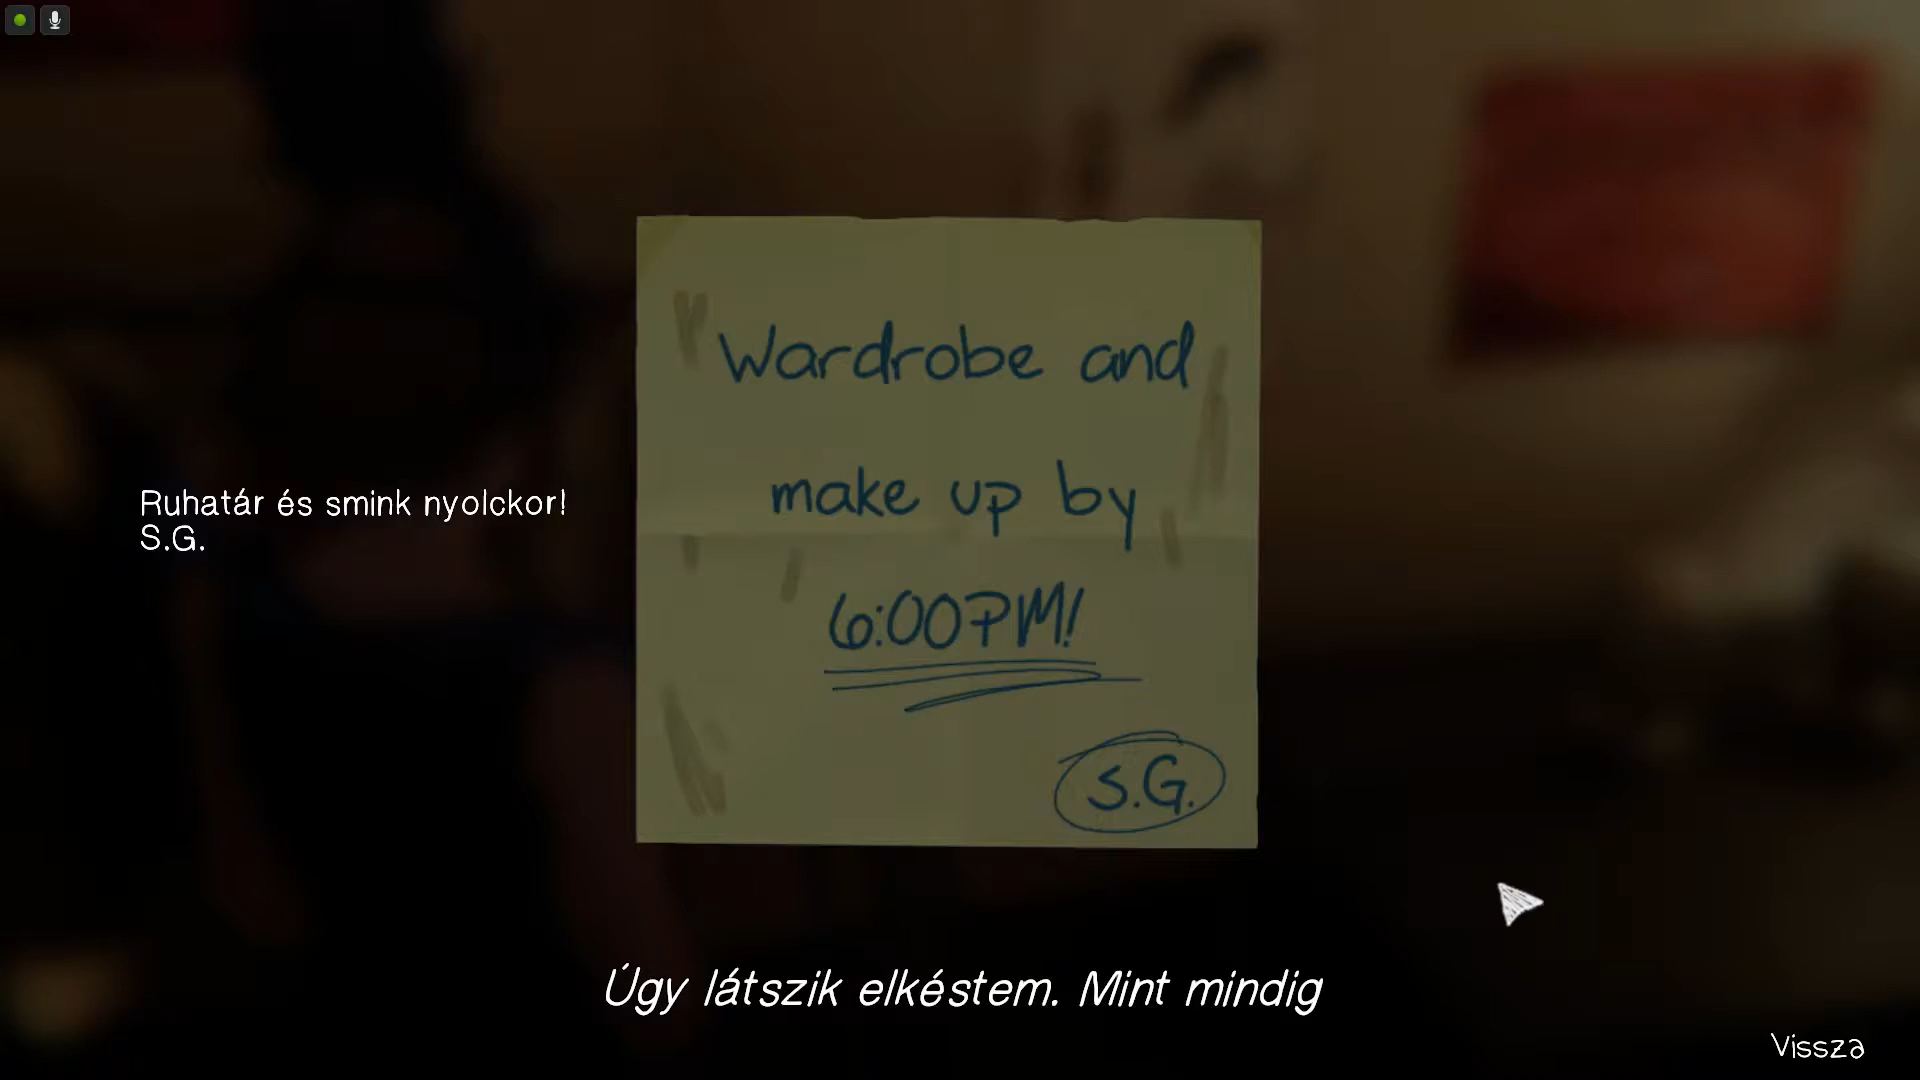 Wardrobe and
make up by
6:00PM!
S.G.
Ruhatár és smink nyolckor!
S.G.
Úgy látszik elkéstem. Mint mindig
Vissza